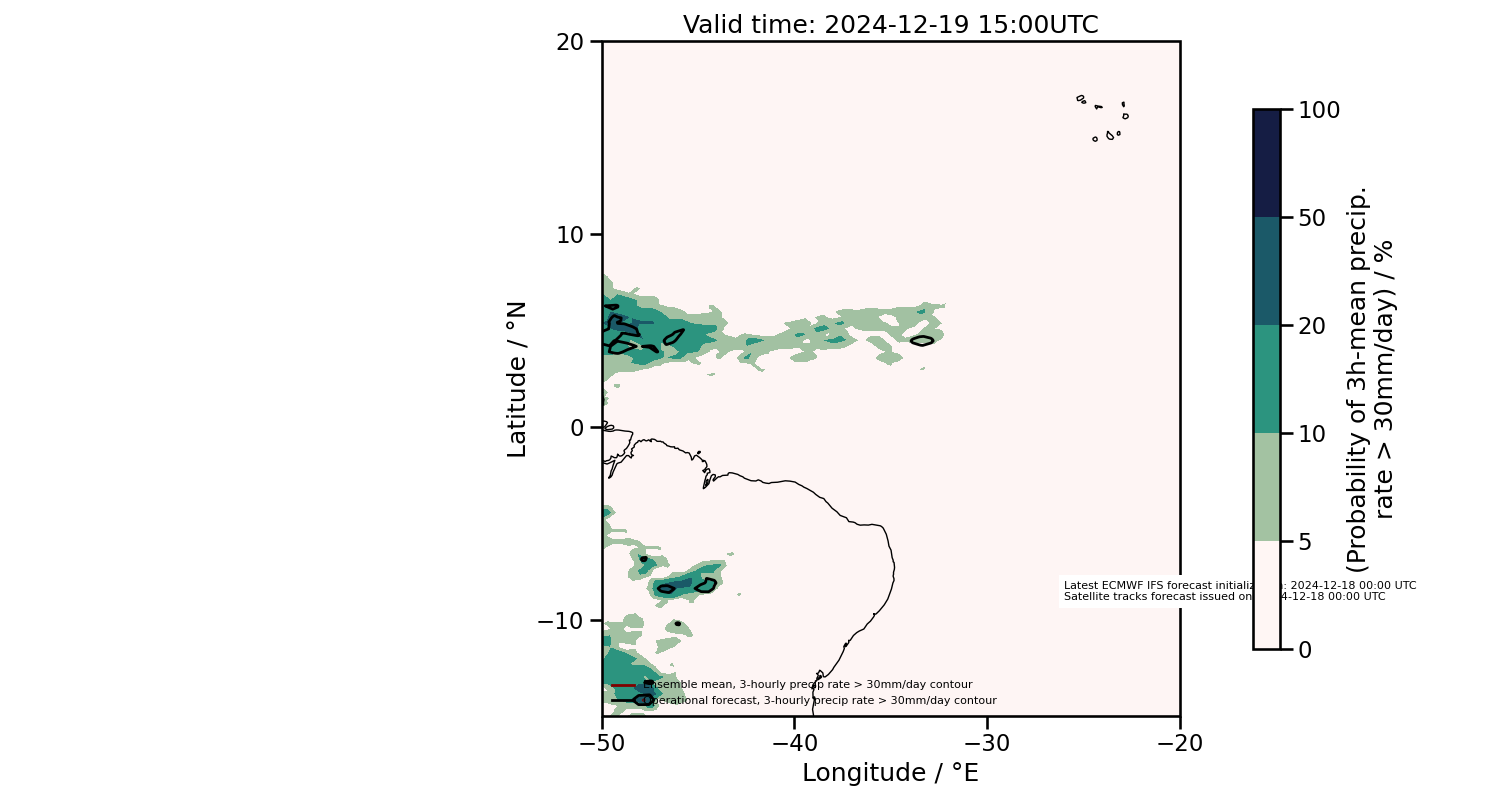 Valid time: 2024-12-19 15:00UTC
20
10
0
−10
Latitude / °N
−50
−40
−30
−20
Longitude / °E
Ensemble mean, 3-hourly precip rate > 30mm/day contour
Operational forecast, 3-hourly precip rate > 30mm/day contour
Latest ECMWF IFS forecast : 2024-12-18 00:00 UTC
Satellite tracks forecast issued on 4-12-18 00:00 UTC
100
50
20
10
5
0
(Probability of 3h-mean precip.
rate > 30mm/day) / %